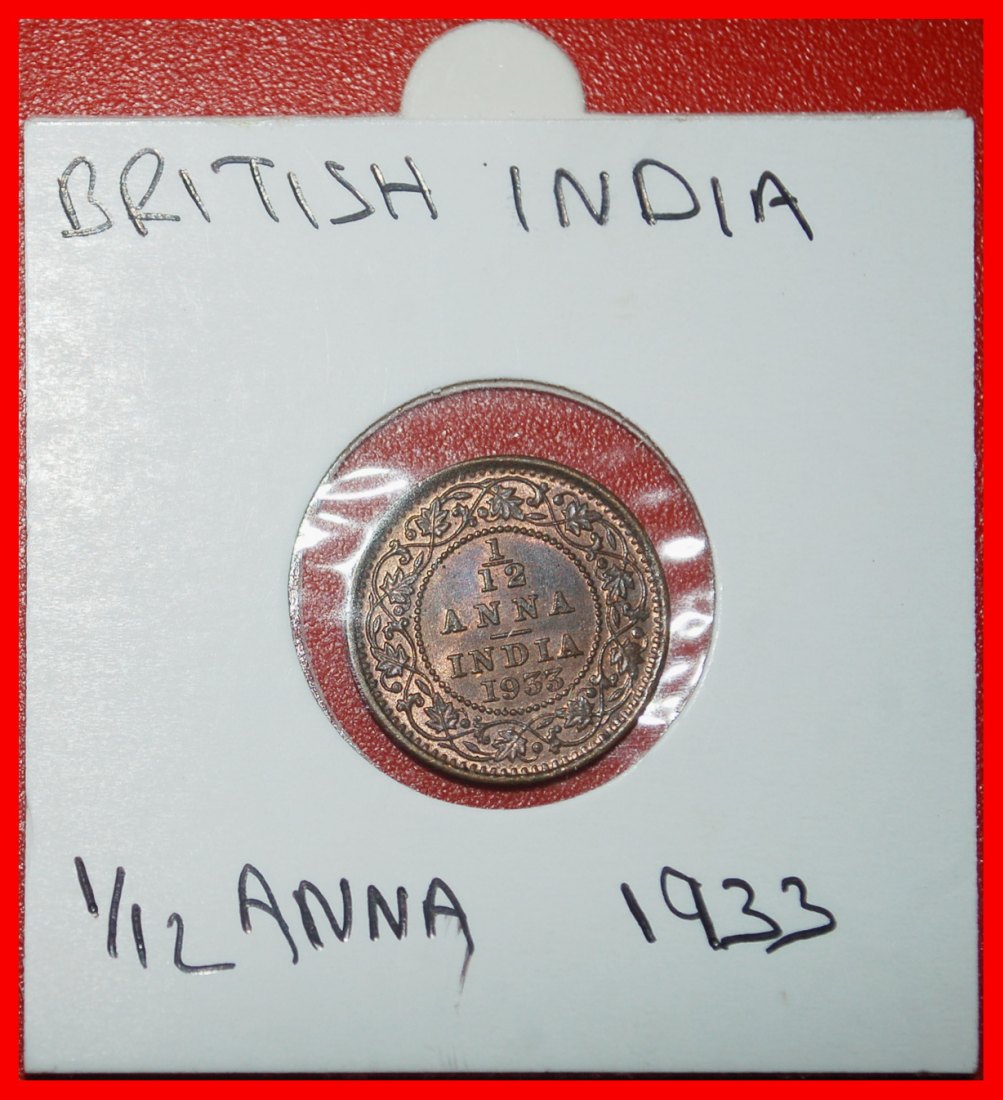 BRITISH INDIA
1
12
ANNA
INDIA
1933
1/12 ANNA 1933